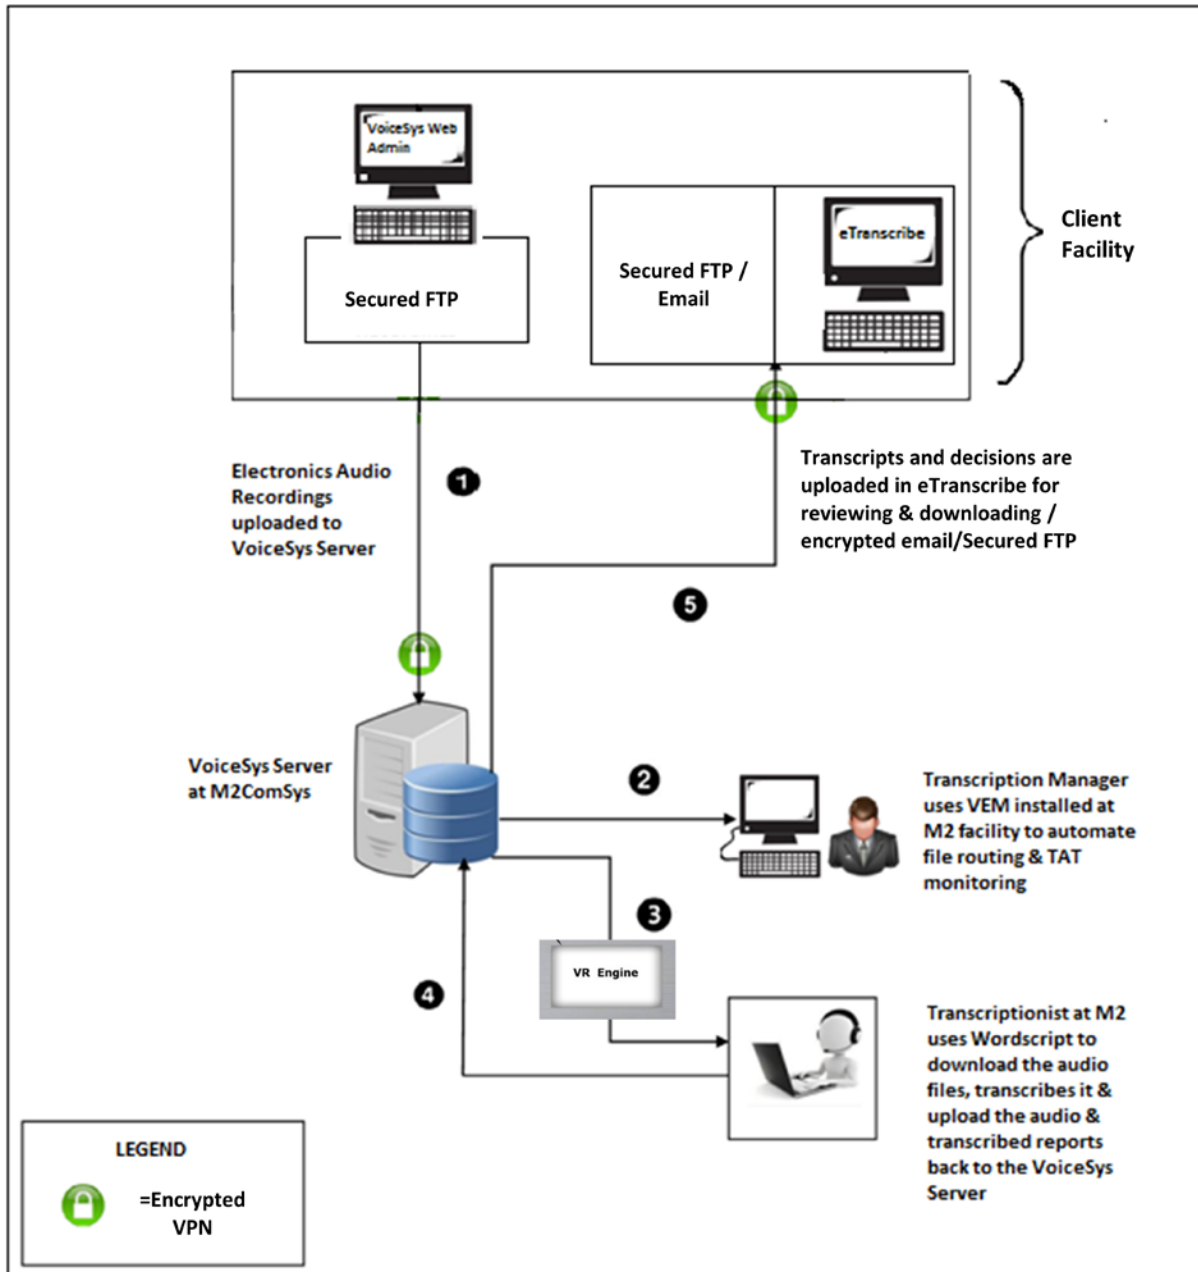 VoiceSys Web
Admin
Secured FTP
Secured FTP /
Email
eTranscribe
Client
Facility
Electronics Audio
Recordings
uploaded to
VoiceSys Server
1
Transcripts and decisions are
uploaded in eTranscribe for
reviewing & downloading /
encrypted email/Secured FTP
5
VoiceSys Server
at M2ComSys
2
Transcription Manager
uses VEM installed at
M2 facility to automate
file routing & TAT
monitoring
3
VR Engine
4
Transcriptionist at M2
uses Wordscript to
download the audio
files, transcribes it &
upload the audio &
transcribed reports
back to the VoiceSys
Server
LEGEND
=Encrypted
VPN